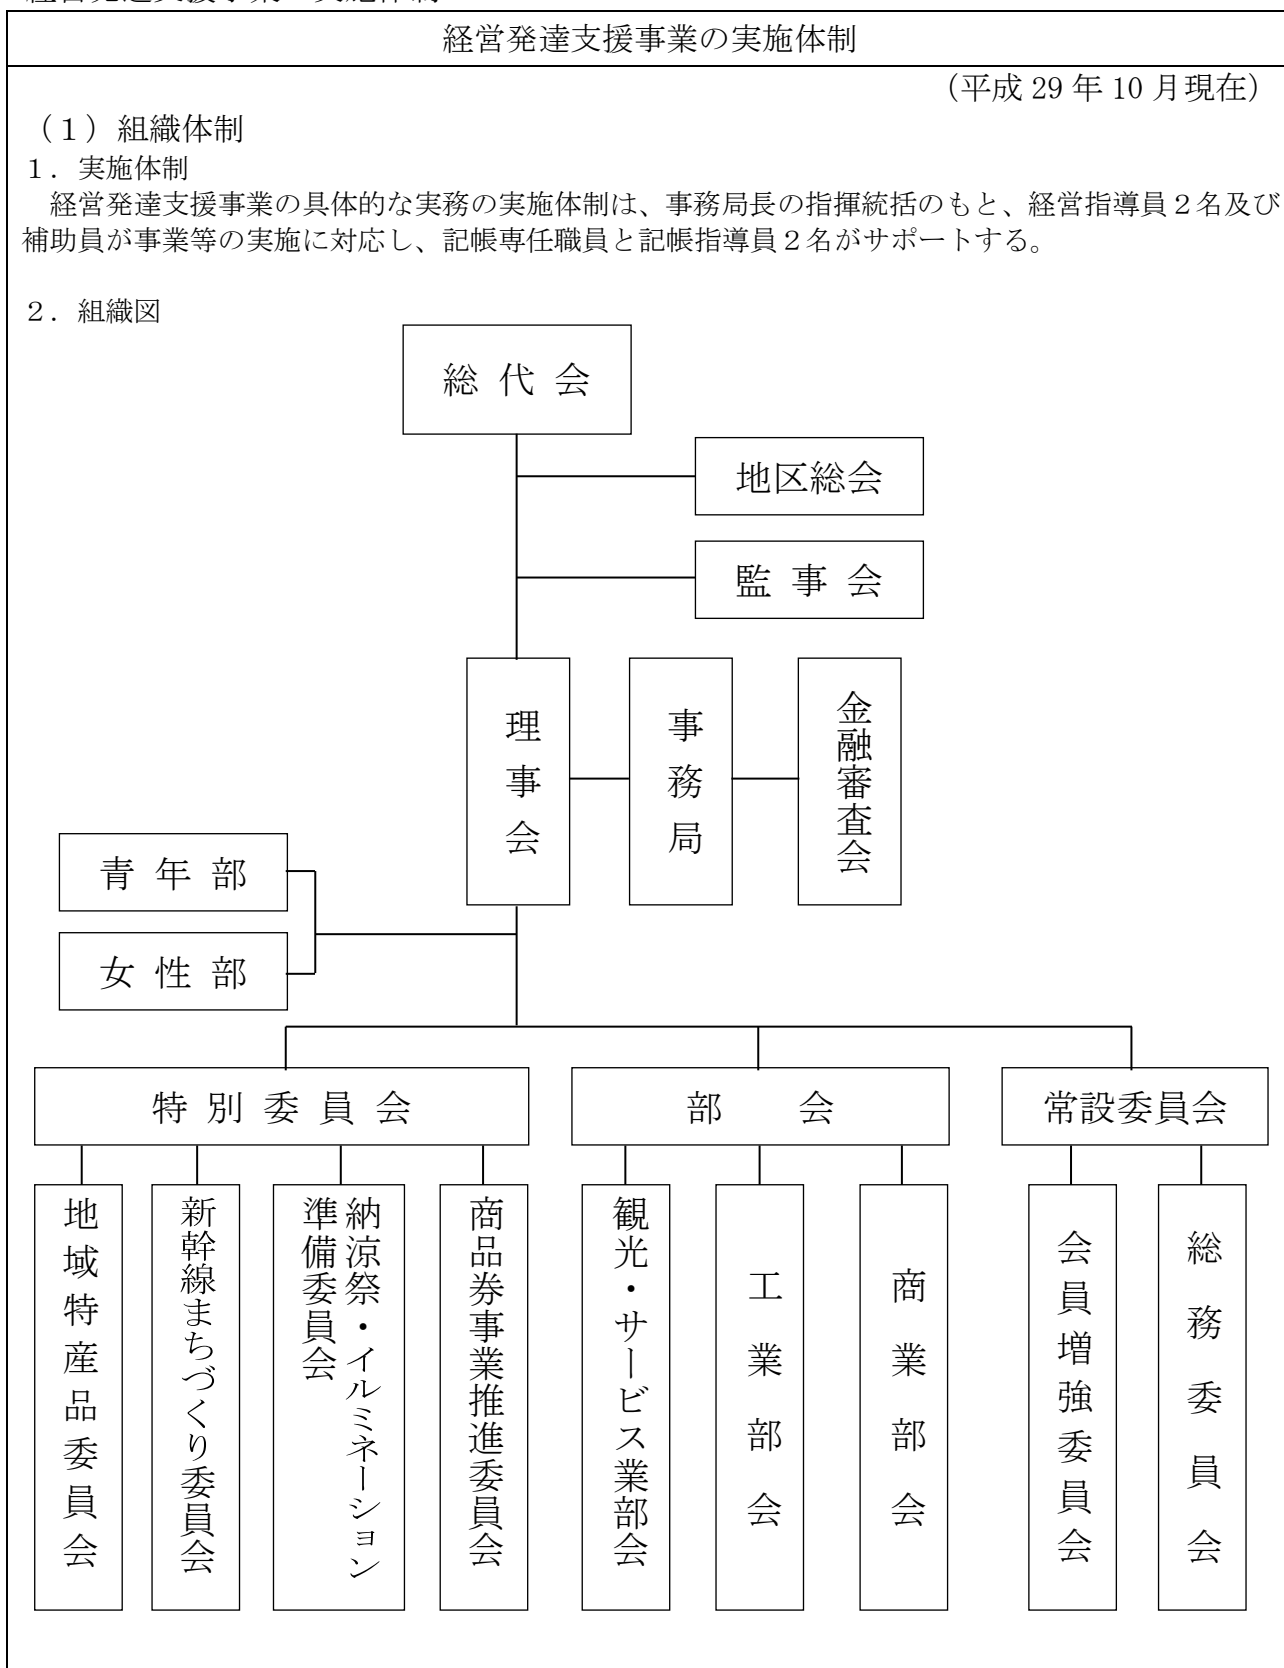 経営発達支援事業の実施体制
(平成 29 年 10 月現在)
(1)組織体制
1．実施体制
経営発達支援事業の具体的な実務の実施体制は、事務局長の指揮統括のもと、経営指導員2名及び
補助員が事業等の実施に対応し、記帳専任職員と記帳指導員2名がサポートする。
2．組織図
総 代 会
地区総会
監 事 会
理事会
事務局
金融審査会
青 年 部
女 性 部
特 別 委 員 会
部　会
常設委員会
地域特産品委員会
新幹線まちづくり委員会
納涼祭・イルミネーション
準備委員会
商品券事業推進委員会
観光・サービス業部会
工業部会
商業部会
会員増強委員会
総務委員会